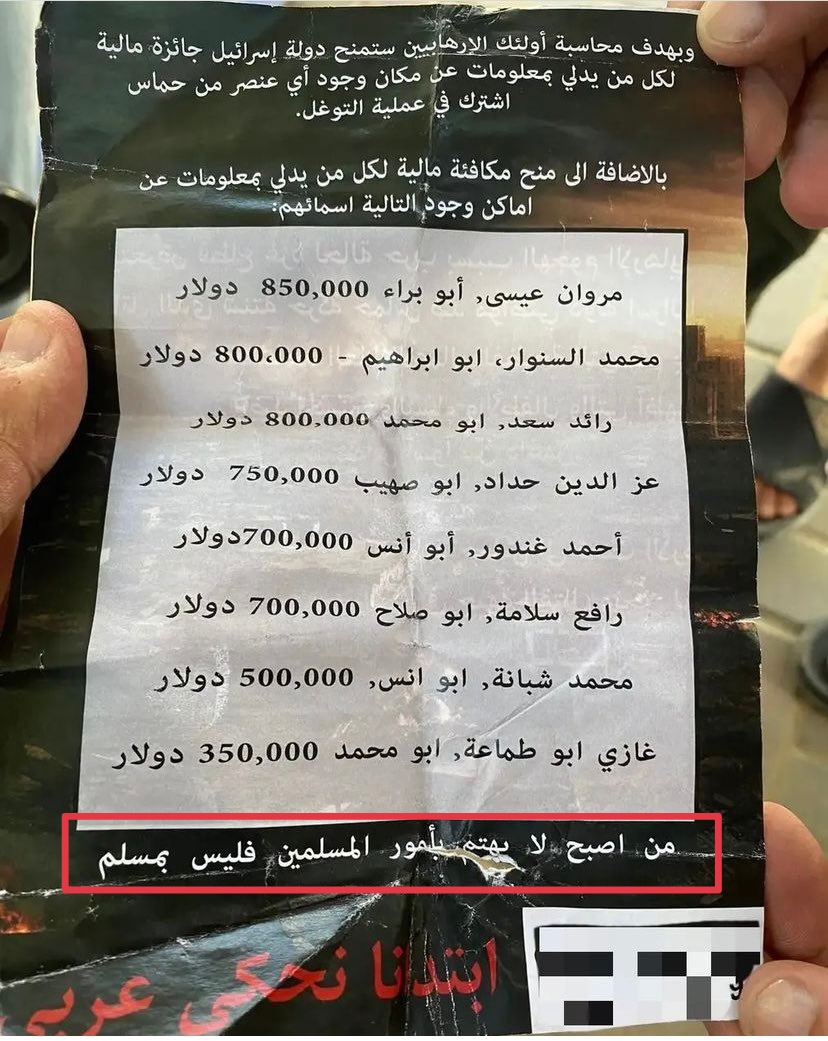 وبهدف محاسبة أولئك الإرهابيين ستمنح دولة إسرائيل جائزة مالية
لكل من يدلي بمعلومات عن مكان وجود أي عنصر من حماس
اشترك في عملية التوغل.
بالاضافة الى منح مكافئة مالية لكل من يدلي بمعلومات عن
اماكن وجود التالية اسمائهم:
مروان عيسى, أبو براء 850,000 دولار
محمد السنوار، ابو ابراهيم - 800،000 دولار
رائد سعد, ابو محمد 800,000 دولار
عز الدين حداد, ابو صهيب 750,000 دولار
أحمد غندور, أبو أنس 700,000دولار
رافع سلامة, ابو صلاح 700,000 دولار
محمد شبانة, ابو انس, 500,000 دولار
غازي ابو طماعة, ابو محمد 350,000 دولار
من اصبح لا يهتم بأمور المسلمين فليس بمسلم
ابتدنا نحكي عربي